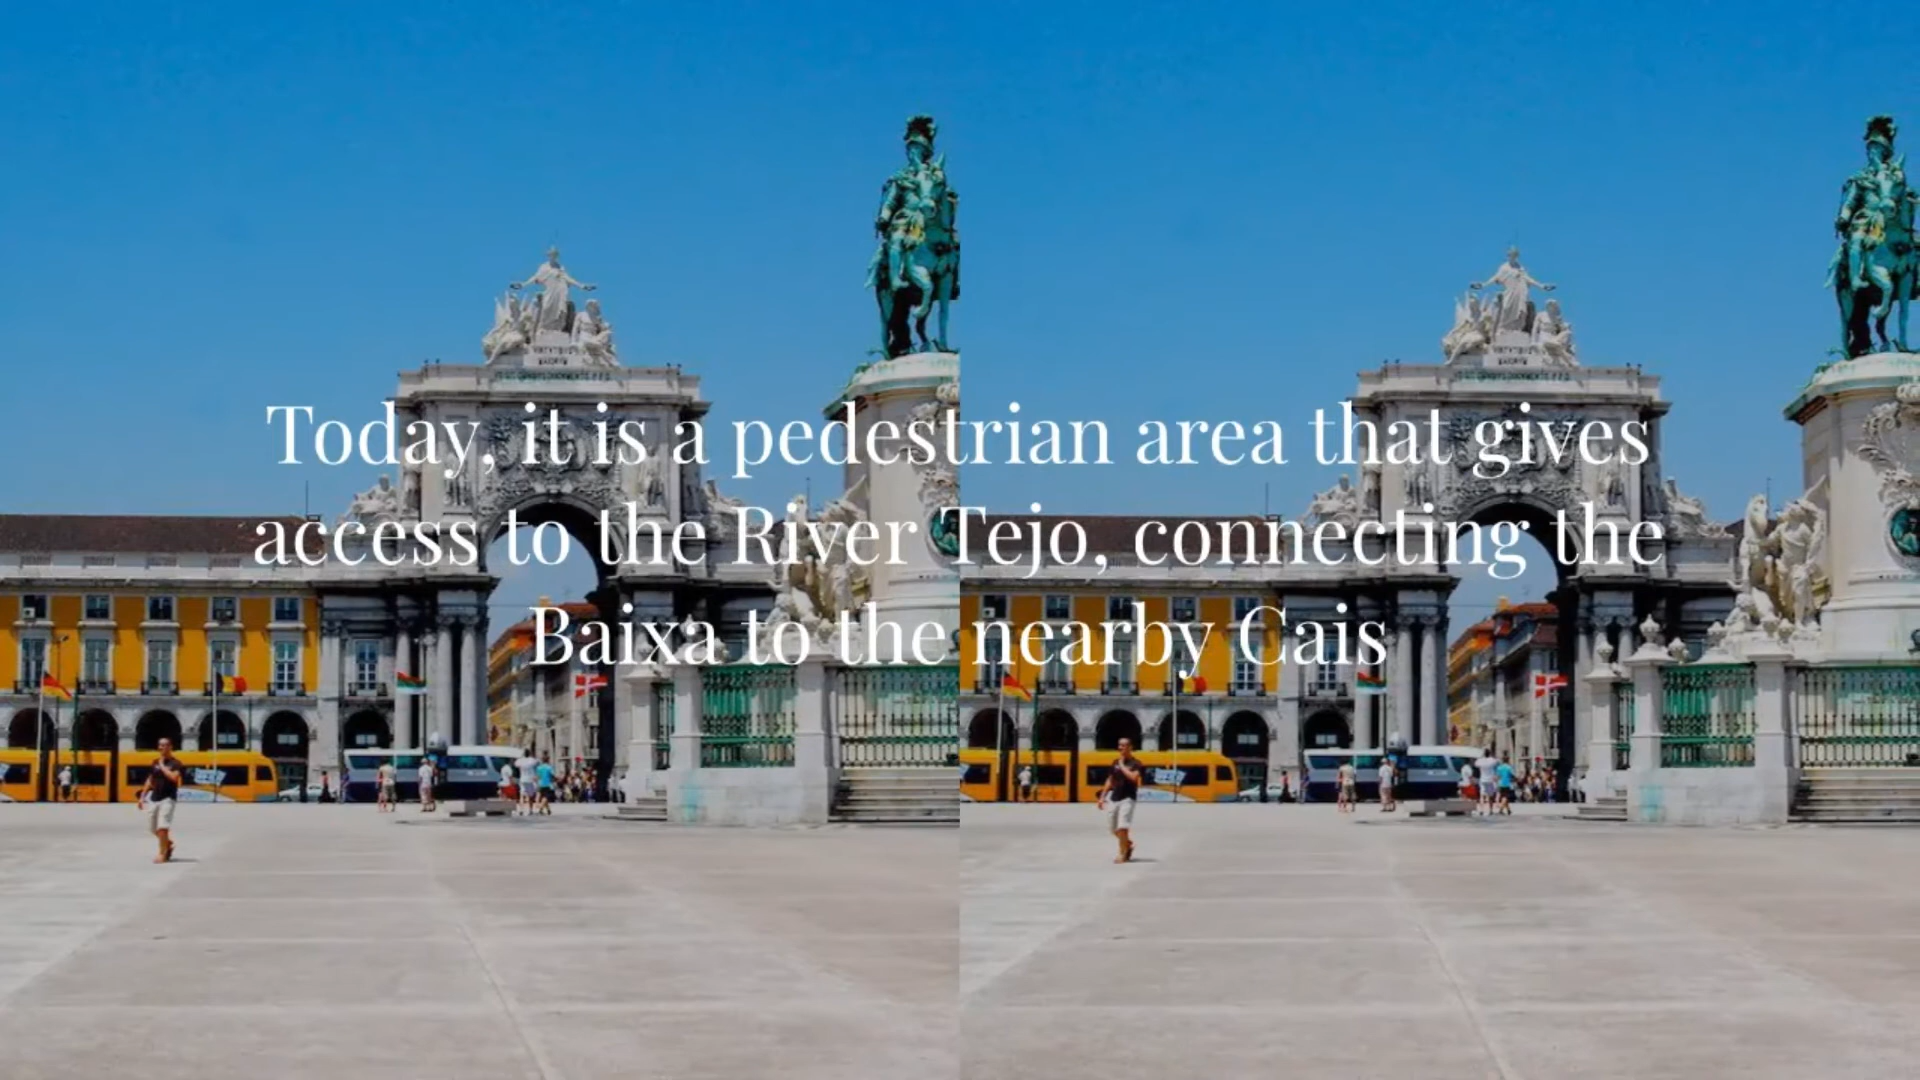 Today, it is a pedestrian area that gives
access to the River Tejo, connecting the
Baixa to the nearby Cais